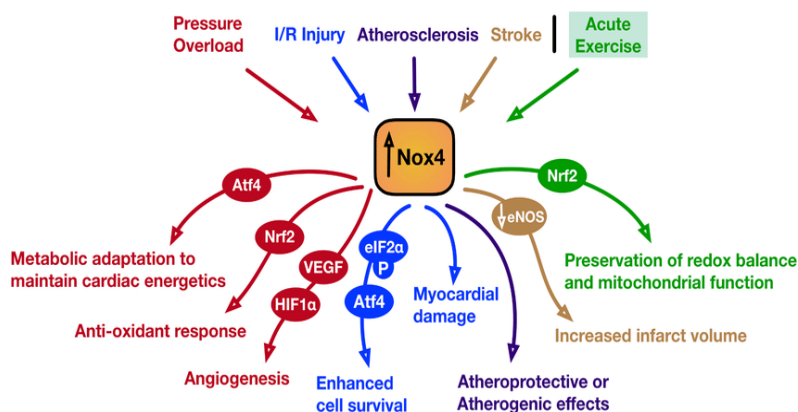 Pressure
Overload
I/R Injury
Atherosclerosis
Stroke
Acute
Exercise
Nox4
Atf4
Nrf2
VEGF
HIF1α
eIF2α
P
Atf4
eNOS
Nrf2
Metabolic adaptation to
maintain cardiac energetics
Anti-oxidant response
Angiogenesis
Enhanced
cell survival
Myocardial
damage
Atheroprotective or
Atherogenic effects
Increased infarct volume
Preservation of redox balance
and mitochondrial function